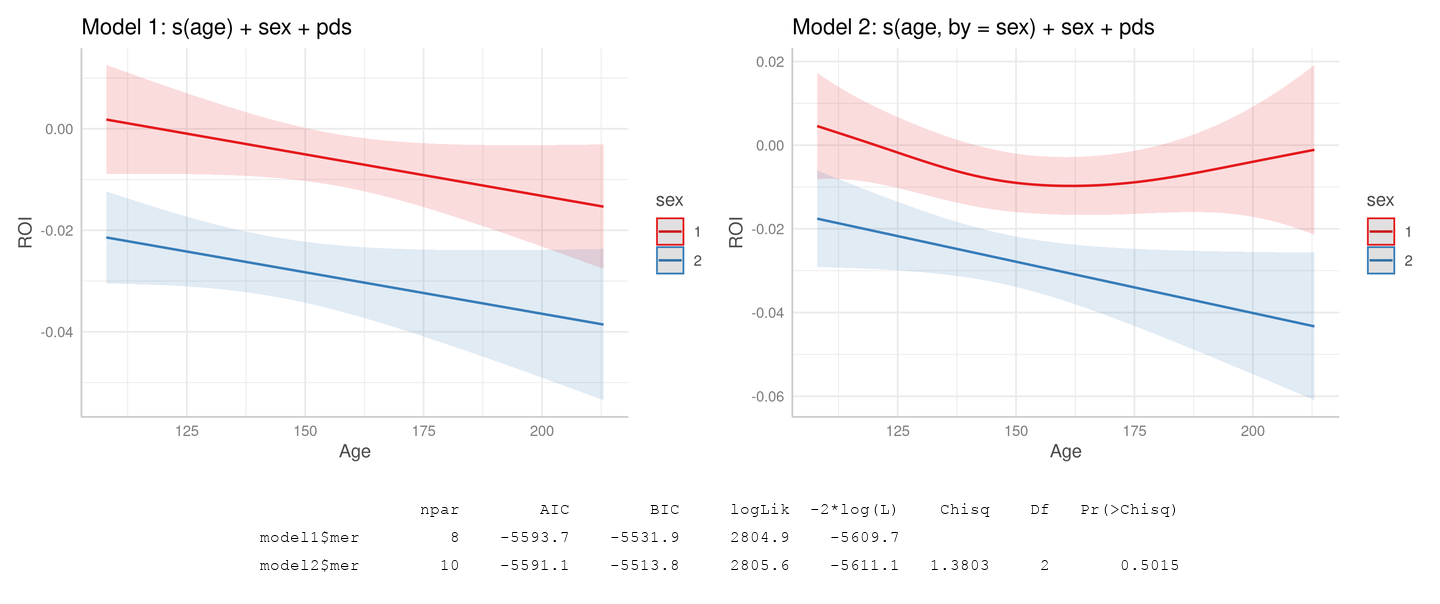 Model 1: s(age) + sex + pds
0.00
-0.02
-0.04
ROI
125 150 175 200
Age
sex
1
2
Model 2: s(age, by = sex) + sex + pds
0.02
0.00
-0.02
-0.04
-0.06
ROI
125 150 175 200
Age
sex
1
2
npar AIC BIC logLik -2*log(L) Chisq Df Pr(>Chisq)
model1$mer 8 -5593.7 -5531.9 2804.9 -5609.7
model2$mer 10 -5591.1 -5513.8 2805.6 -5611.1 1.3803 2 0.5015